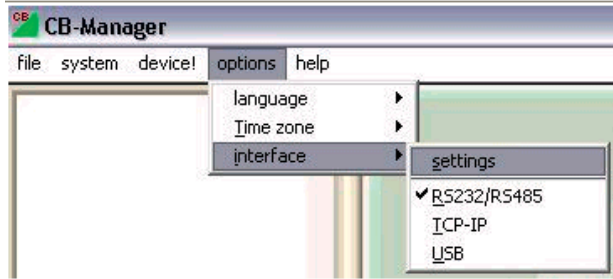 CB CB-Manager
file system device! options help
language
Time zone
interface
settings
RS232/RS485
TCP-IP
USB